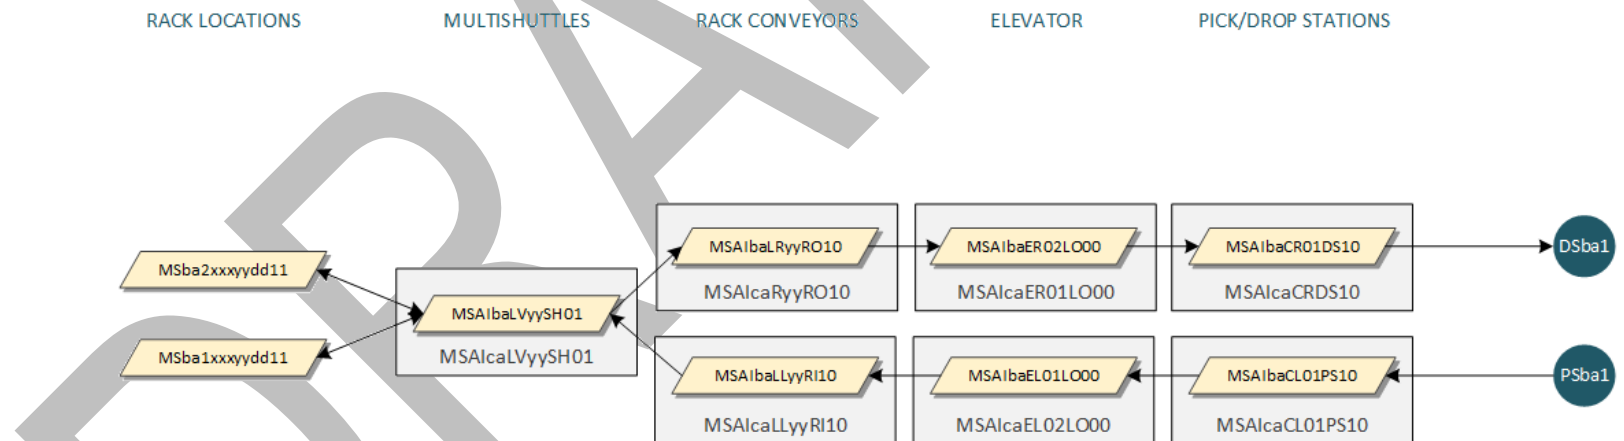 RACK LOCATIONS
MULTISHUTTLES
RACK CONVEYORS
ELEVATOR
PICK/DROP STATIONS
MSAIbaLRyyRO10
MSAIbaER02LO00
MSAIbaCR01DS10
DSba1
MSba2xxxyydd11
MSAIcaRyyRO10
MSAIcaER01LO00
MSAIcaCRDS10
MSAIbaLVyySH01
MSba1xxxyydd11
MSAIcaLVyySH01
MSAIbaLLyyRI10
MSAIbaEL01LO00
MSAIbaCL01PS10
PSba1
MSAIcaLLyyRI10
MSAIcaEL02LO00
MSAIcaCL01PS10